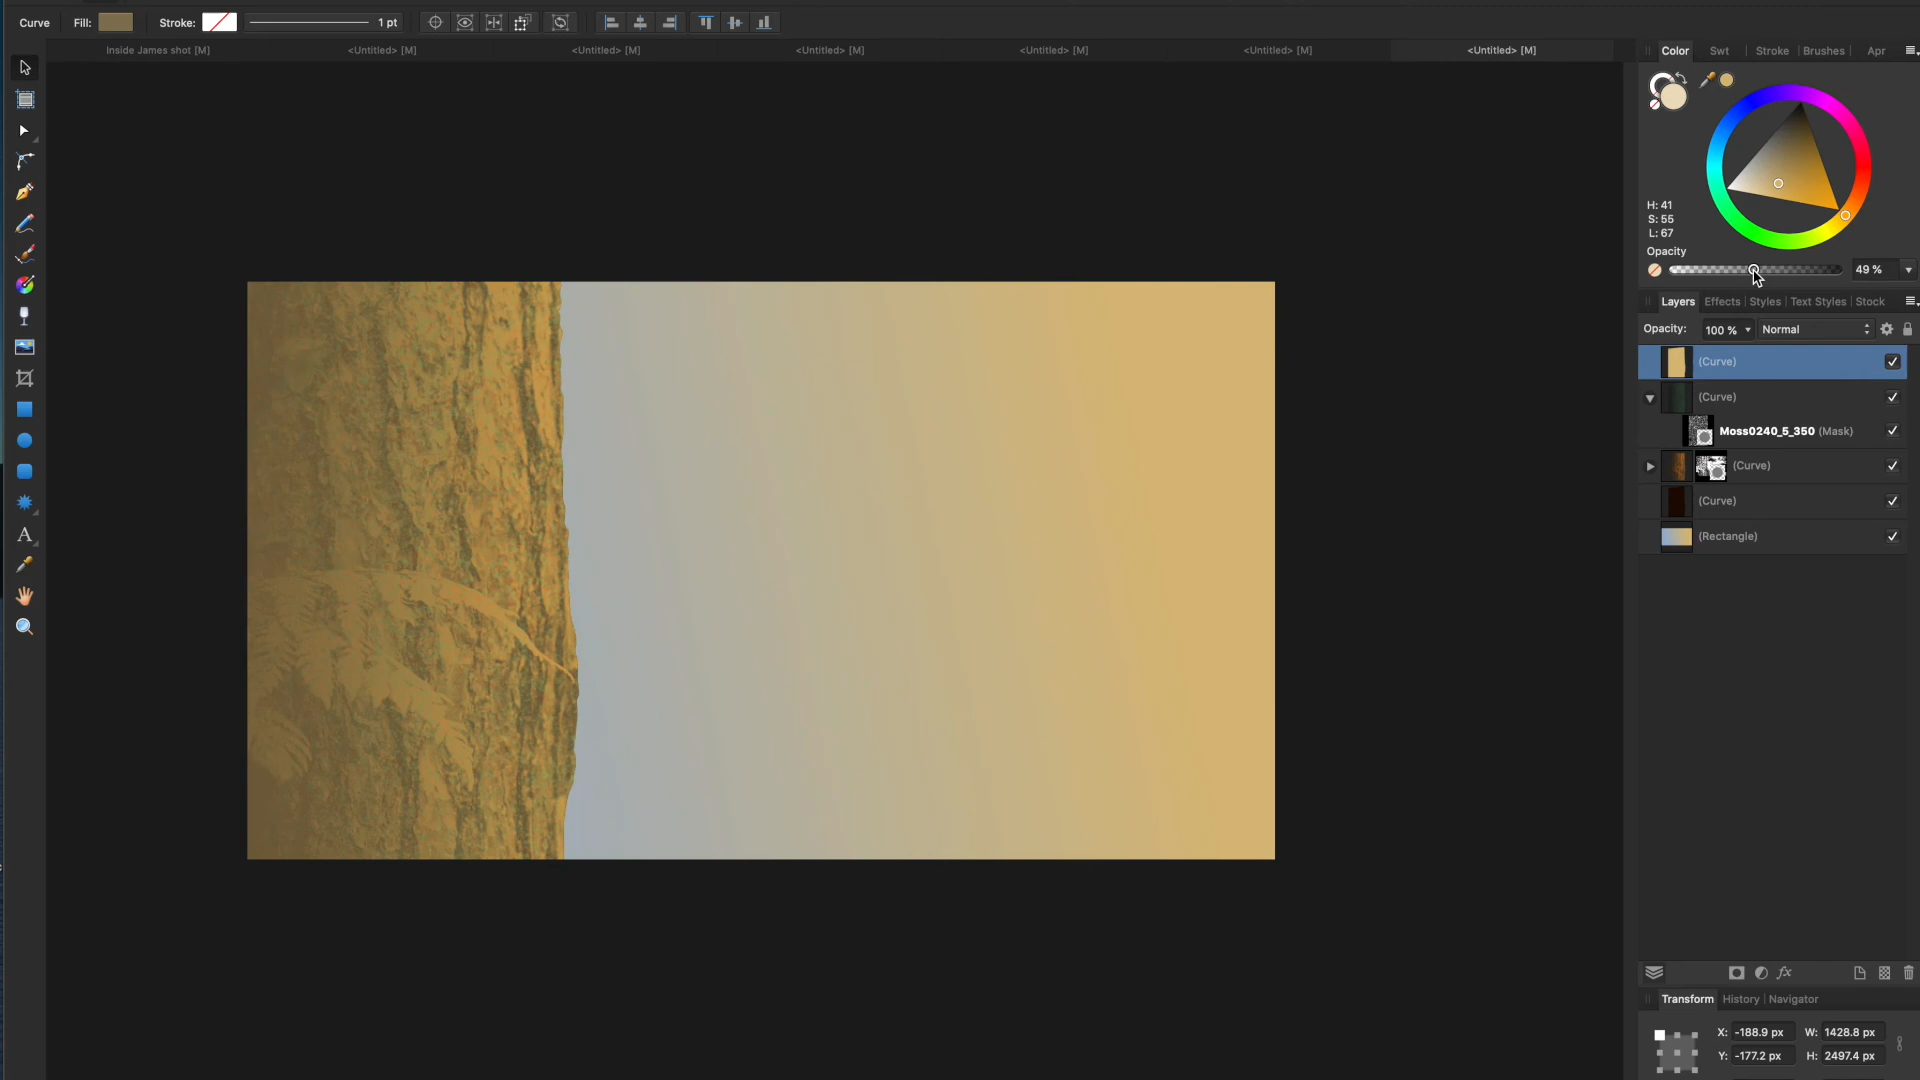 Curve Fill: Stroke: 1 pt
Inside James shot [M] <Untitled> [M] <Untitled> [M] <Untitled> [M] <Untitled> [M] <Untitled> [M] <Untitled> [M]
Color Swt Stroke Brushes Apr
H: 41
S: 55
L: 67
Opacity
49 %
Layers Effects Styles Text Styles Stock
Opacity: 100 % Normal
(Curve)
(Curve)
Moss0240_5_350 (Mask)
(Curve)
(Curve)
(Rectangle)
A
fx
Transform History Navigator
X: -188.9 px W: 1428.8 px
Y: -177.2 px H: 2497.4 px